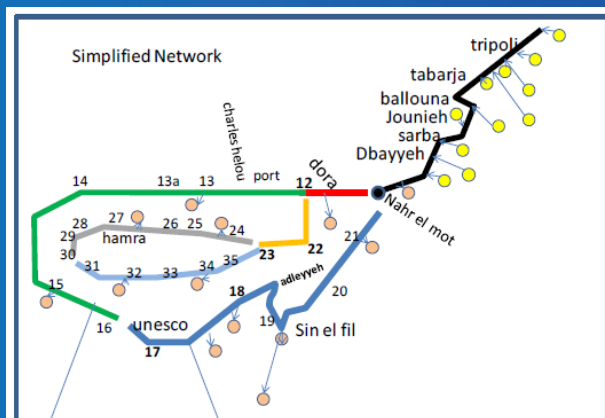 Simplified Network
tripoli
tabarja
ballouna
Jounieh
sarba
Dbayyeh
charles helou
port
dora
14
13a
13
12
Nahr el mot
28
27
26
25
24
hamra
29
30
23
22
21
31
32
33
34
35
adleyyeh
15
16
unesco
17
18
19
20
Sin el fil